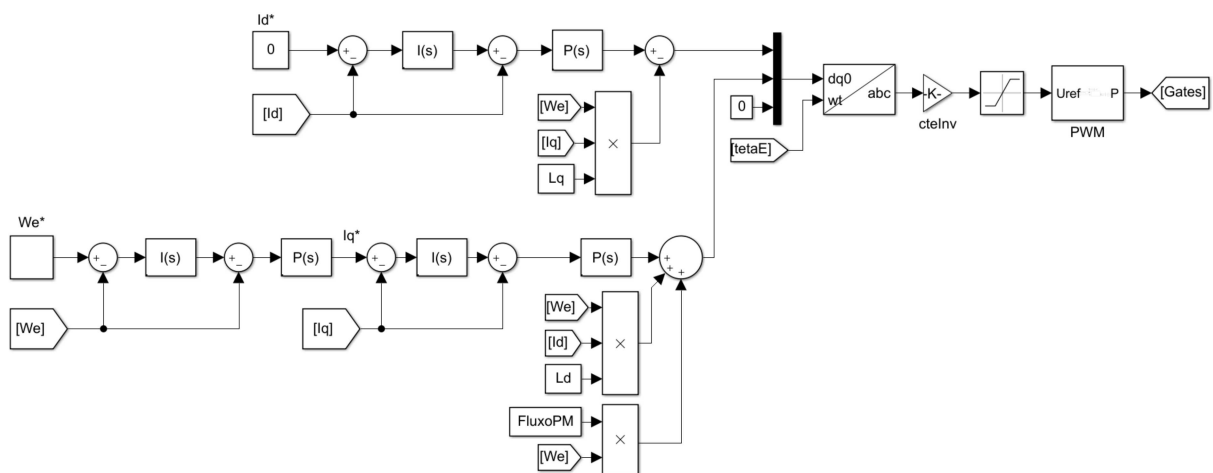 Id*
0
I(s)
P(s)
[Id]
[We]
[Iq]
Lq
×
0
[tetaE]
dq0
wt
abc
-K-
cteInv
Uref
P
PWM
[Gates]
We*
I(s)
P(s)
Iq*
I(s)
P(s)
[We]
[Iq]
[We]
[Id]
Ld
×
FluxoPM
[We]
×